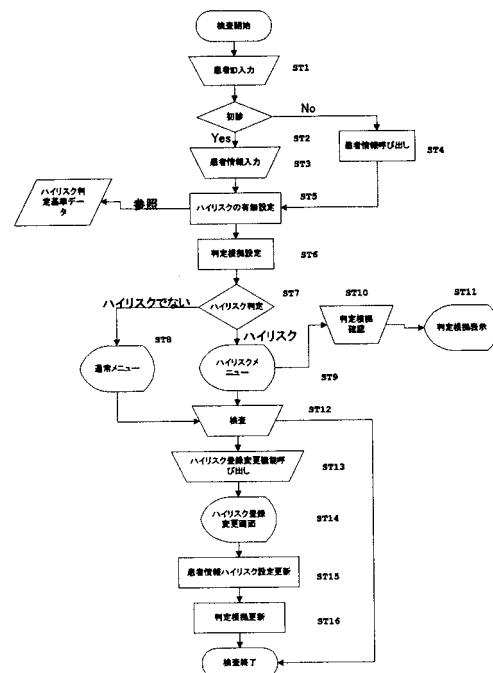 検査開始
患者ID入力
ST1
初診
No
Yes
ST2
患者情報入力
ST3
患者情報呼び出し
ST4
ハイリスク判
定基準デー
タ
参照
ハイリスクの有無設定
ST5
判定根拠設定
ST6
ハイリスク判定
ST7
ハイリスクでない
ハイリスク
ST10
判定根拠
確認
ST11
判定根拠表示
ST8
通常メニュー
ハイリスクメ
ニュー
ST9
検査
ST12
ハイリスク登録変更機能呼
び出し
ST13
ハイリスク登録
変更画面
ST14
患者情報ハイリスク設定更新
ST15
判定根拠更新
ST16
検査終了